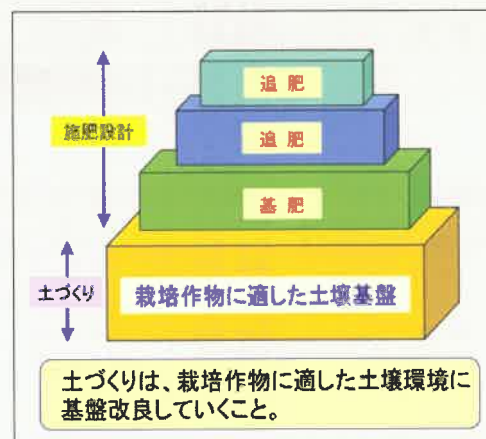 追 肥
追 肥
施肥設計
基 肥
土づくり
栽培作物に適した土壌基盤
土づくりは、栽培作物に適した土壌環境に
基盤改良していくこと。